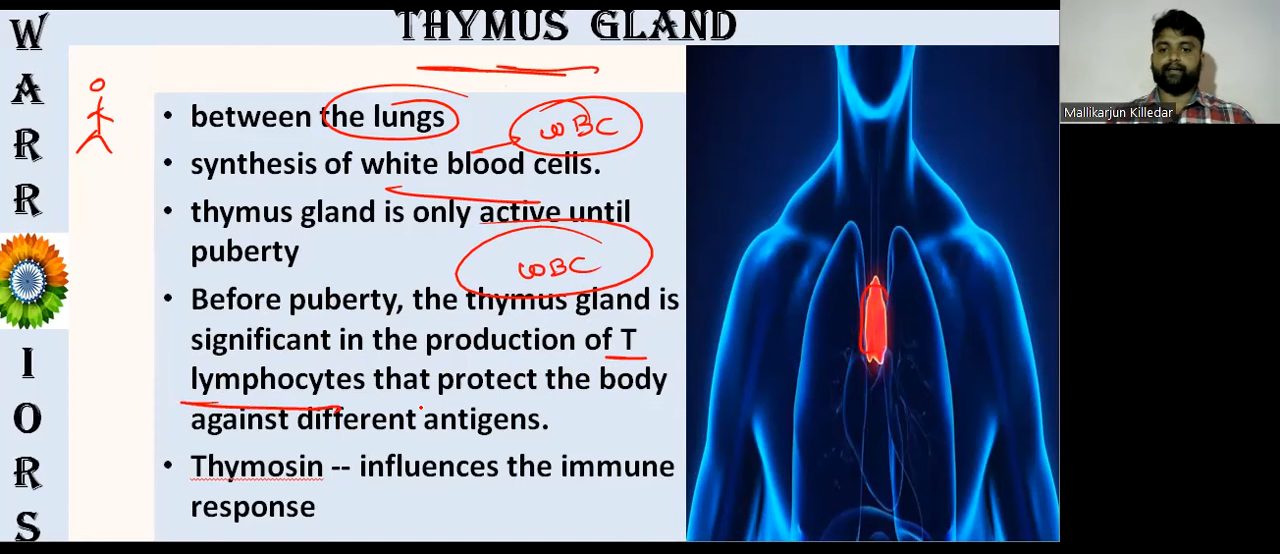 THYMUS GLAND
W
A
R
R
I
O
R
S
• between the lungs
WBC
• synthesis of white blood cells.
• thymus gland is only active until
puberty
WBC
• Before puberty, the thymus gland is
significant in the production of T
lymphocytes that protect the body
against different antigens.
• Thymosin -- influences the immune
response
Mallikarjun Killedar